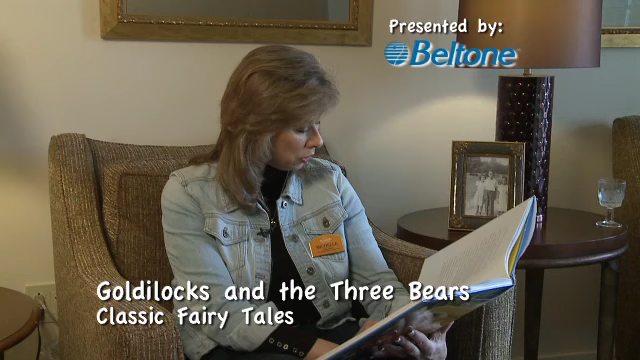 Presented by:
Beltone
Goldilocks and the Three Bears
Classic Fairy Tales